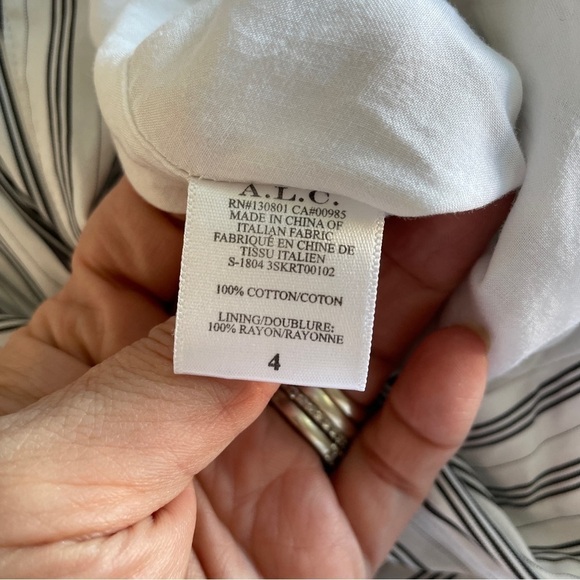 A.L.C.
RN#130801 CA#00985
MADE IN CHINA OF
ITALIAN FABRIC
FABRIQUÉ EN CHINE DE
TISSU ITALIEN
S-1804 3SKRT00102
100% COTTON/COTON
LINING/DOUBLURE:
100% RAYON/RAYONNE
4